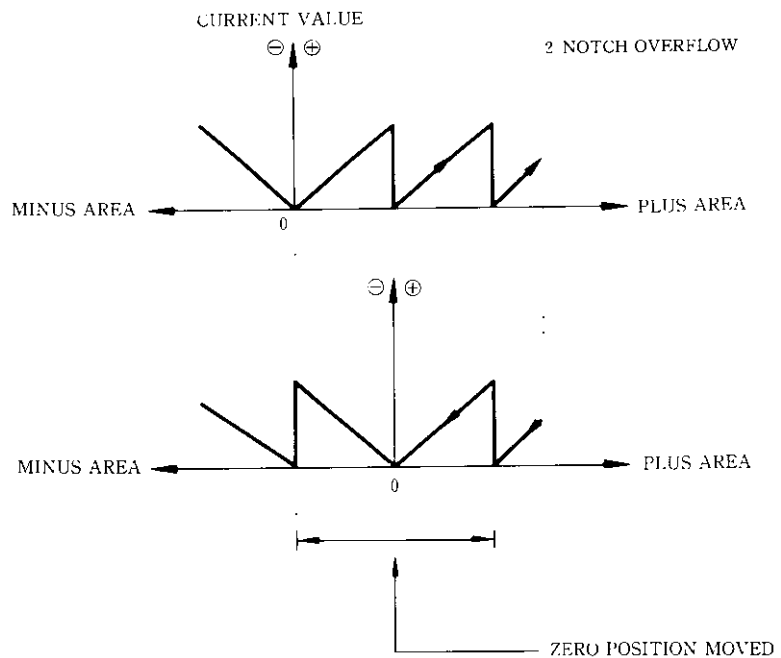 CURRENT VALUE
⊖ ⊕
2 NOTCH OVERFLOW
MINUS AREA
PLUS AREA
0
⊖ ⊕
MINUS AREA
PLUS AREA
0
ZERO POSITION MOVED